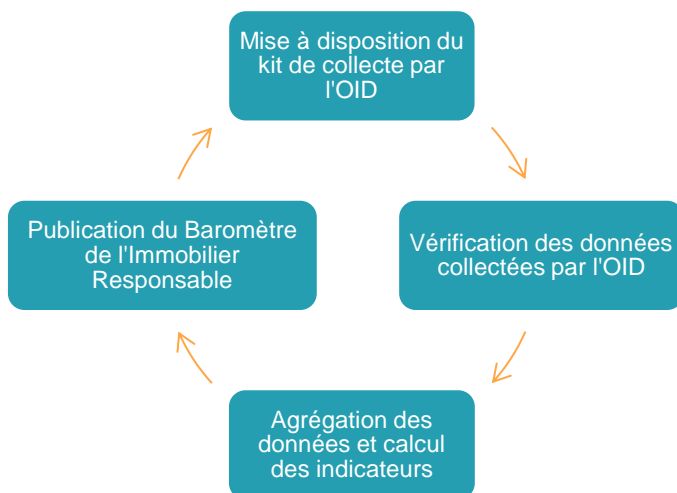 Mise à disposition du
kit de collecte par
l'OID
Vérification des données
collectées par l'OID
Agrégation des
données et calcul
des indicateurs
Publication du Baromètre
de l'Immobilier
Responsable